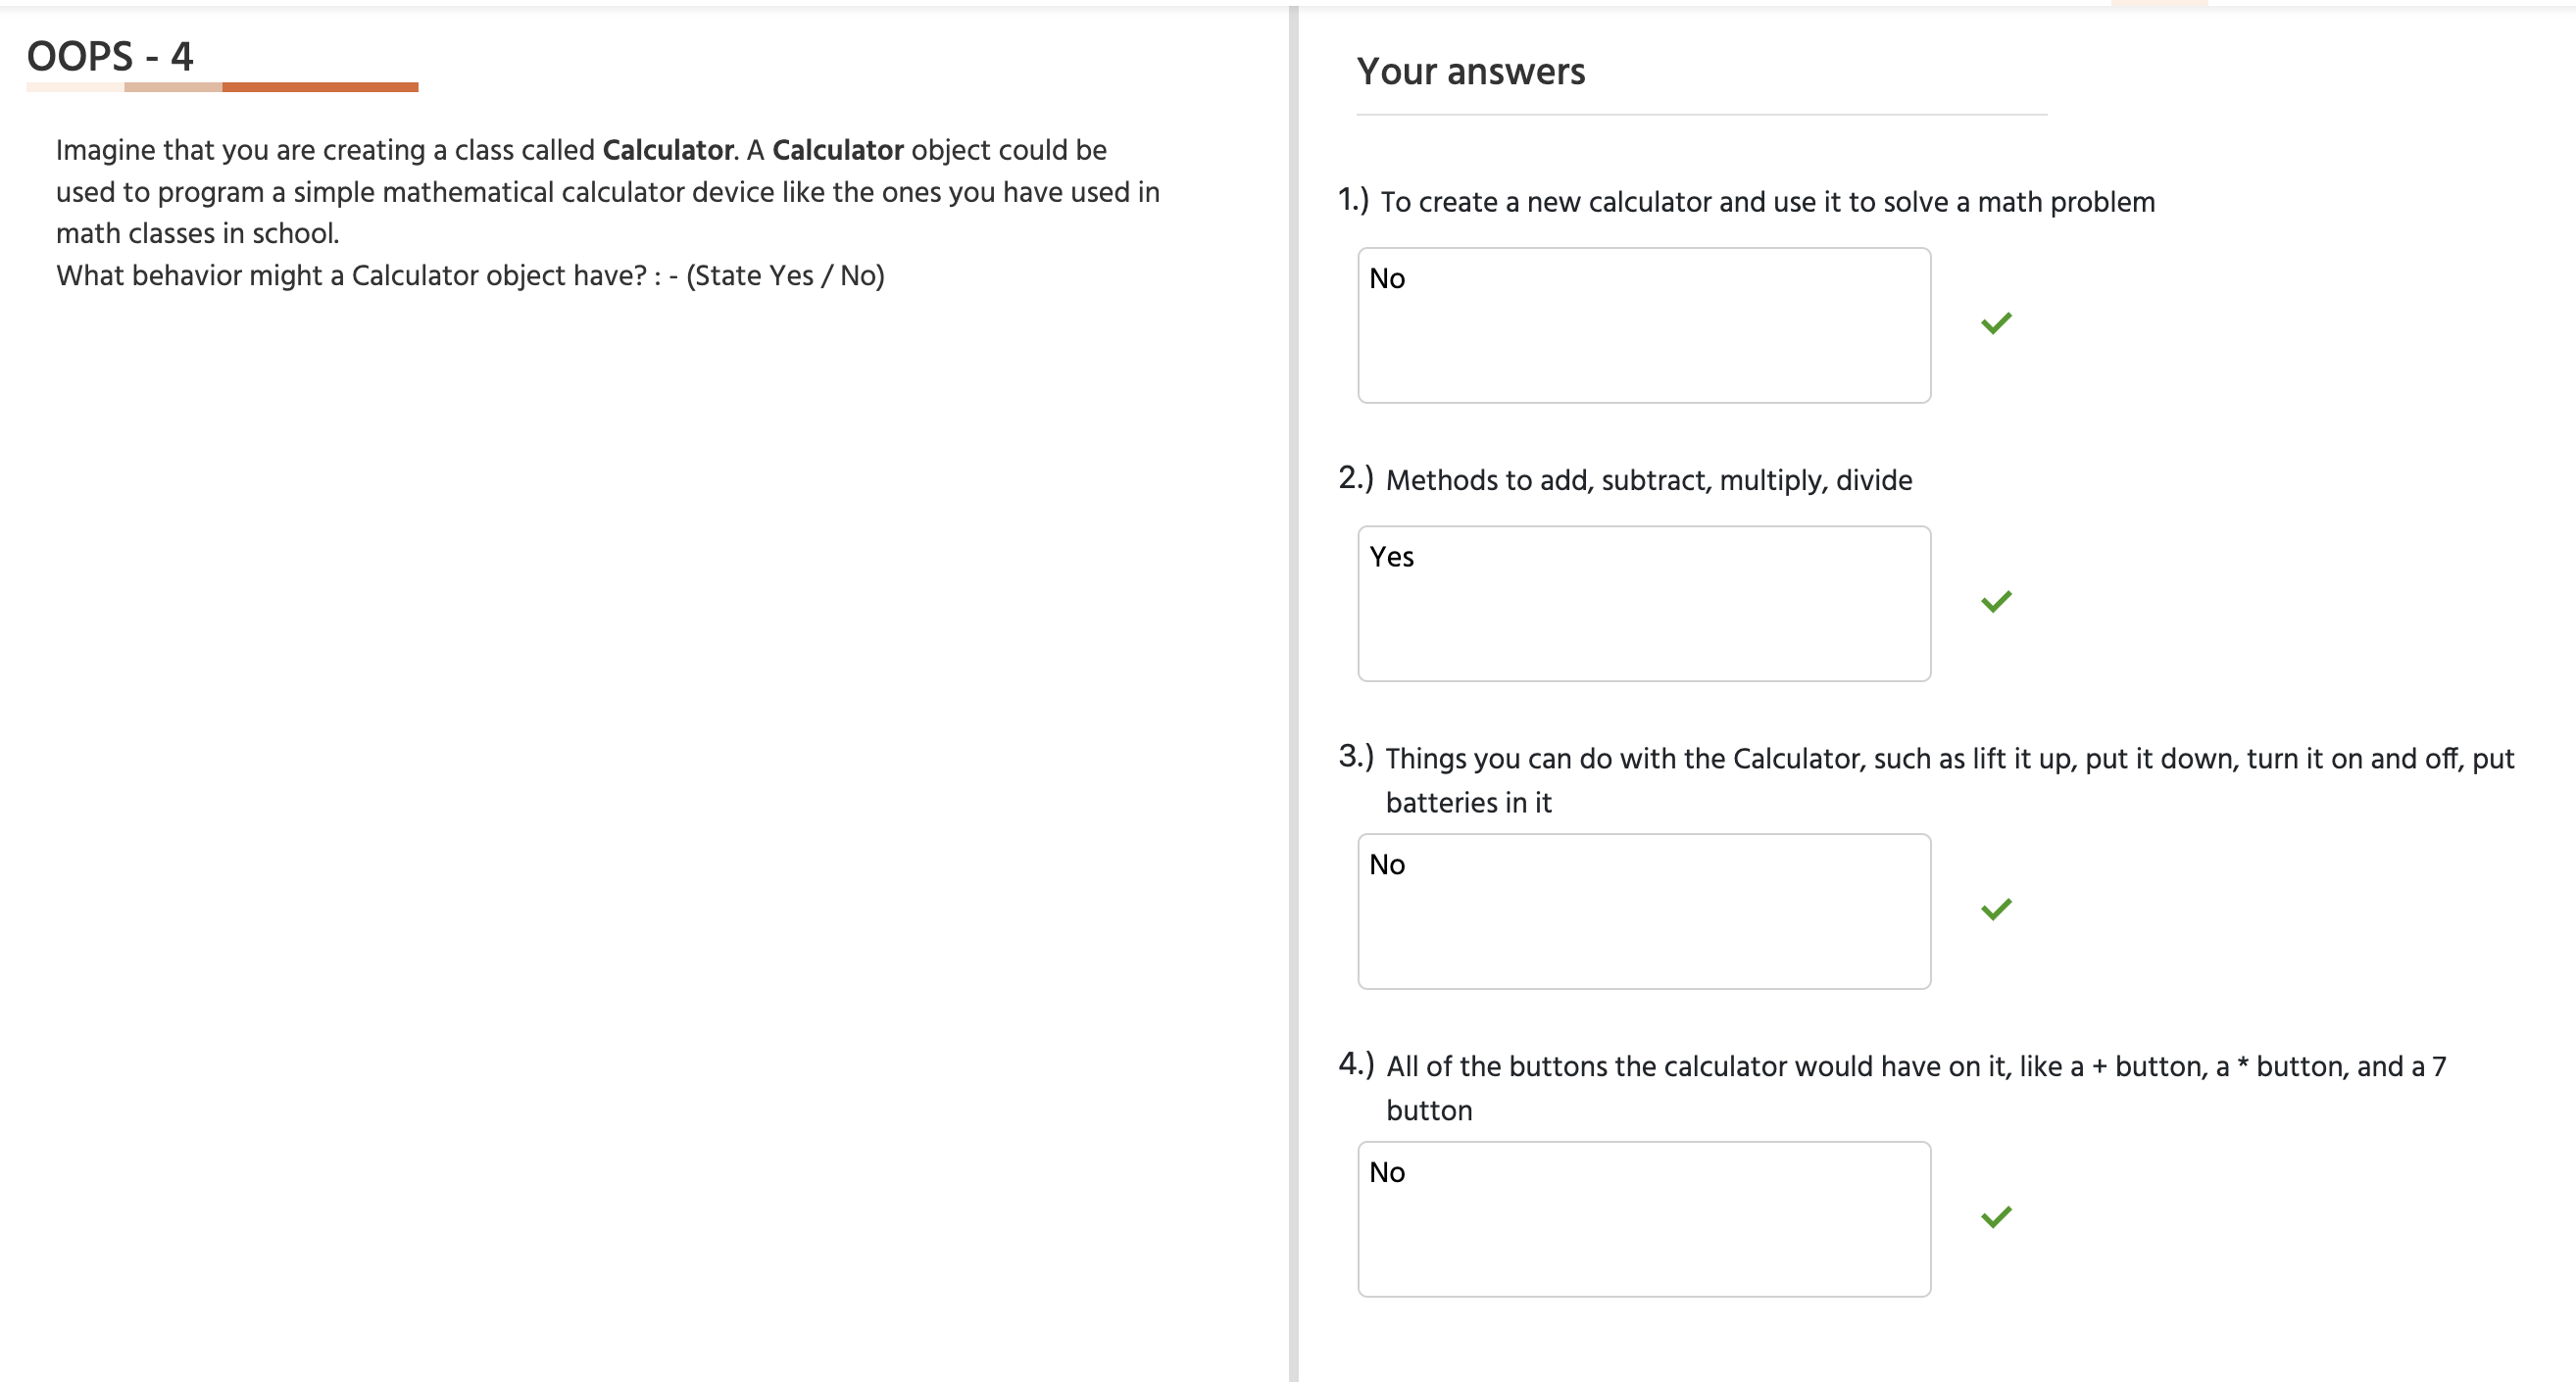 OOPS - 4
Imagine that you are creating a class called Calculator. A Calculator object could be
used to program a simple mathematical calculator device like the ones you have used in
math classes in school.
What behavior might a Calculator object have? : - (State Yes / No)
Your answers
1.) To create a new calculator and use it to solve a math problem
No
2.) Methods to add, subtract, multiply, divide
Yes
3.) Things you can do with the Calculator, such as lift it up, put it down, turn it on and off, put
batteries in it
No
4.) All of the buttons the calculator would have on it, like a + button, a * button, and a 7
button
No